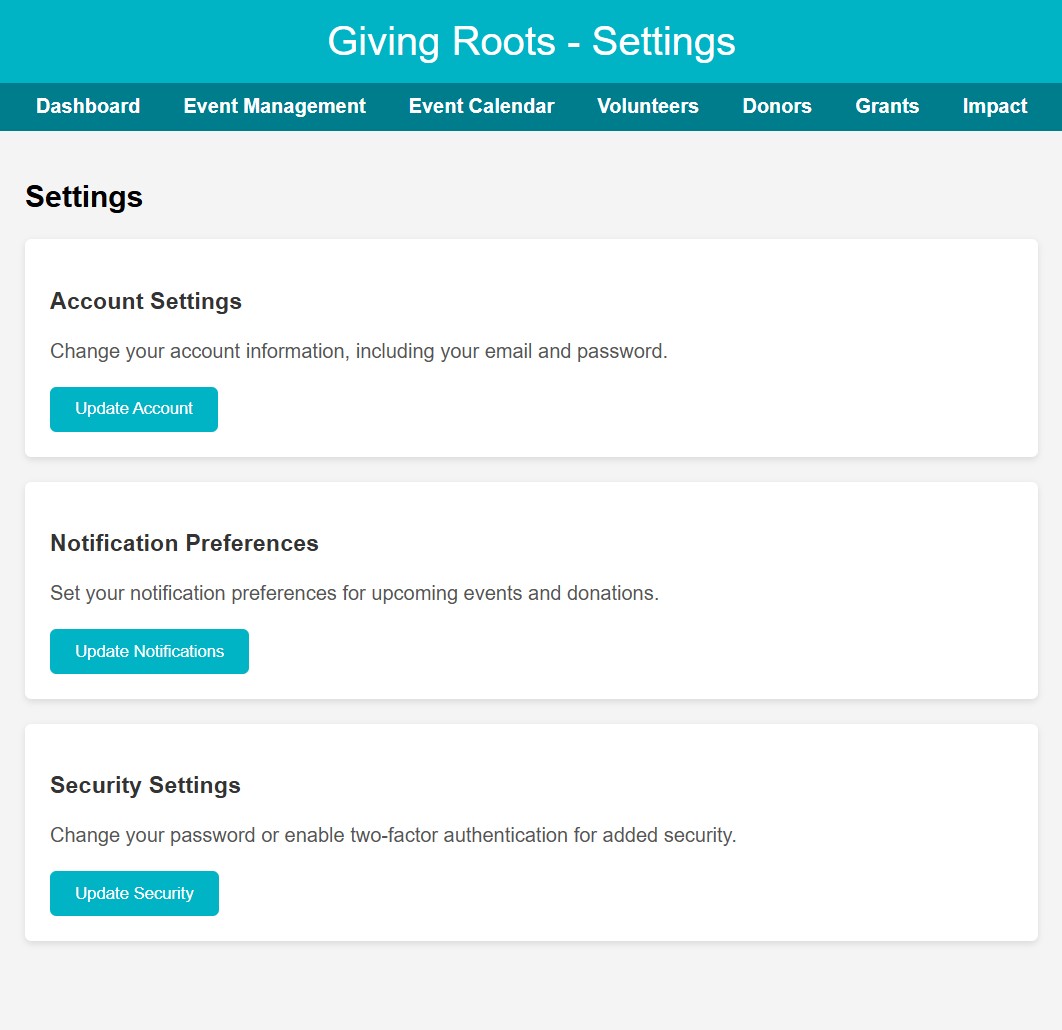 Giving Roots - Settings
Dashboard Event Management Event Calendar Volunteers Donors Grants Impact
Settings
Account Settings
Change your account information, including your email and password.
Update Account
Notification Preferences
Set your notification preferences for upcoming events and donations.
Update Notifications
Security Settings
Change your password or enable two-factor authentication for added security.
Update Security